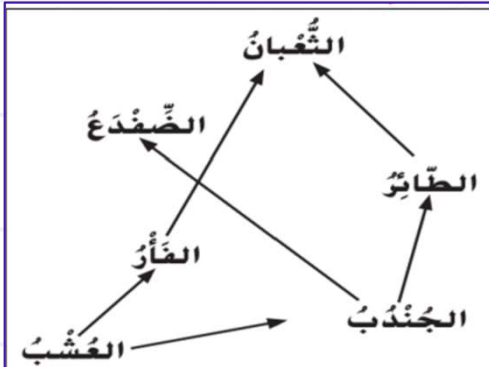 الثُّعْبانُ
الضِّفْدَعُ
الطّائِرُ
الفَأْرُ
الجُنْدُبُ
العُشْبُ